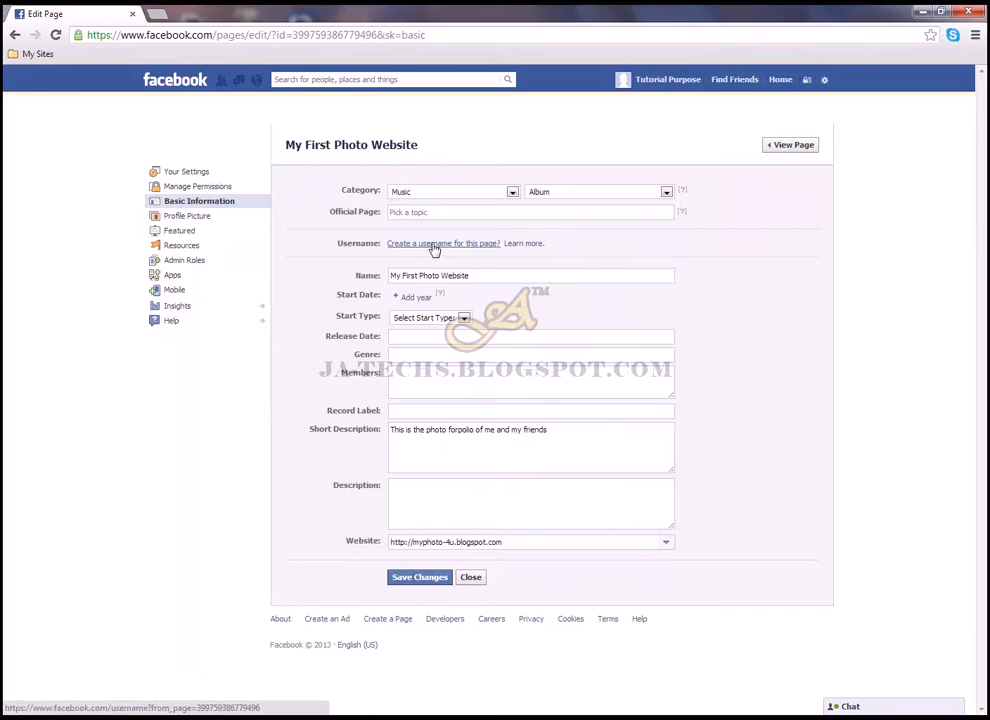 Edit Page
https://www.facebook.com/pages/edit/?id=399759386779496&sk=basic
My Sites
facebook
Search for people, places and things
Tutorial Purpose Find Friends Home
My First Photo Website
View Page
Your Settings
Manage Permissions
Basic Information
Profile Picture
Featured
Resources
Admin Roles
Apps
Mobile
Insights
Help
Category: Music Album [?]
Official Page: Pick a topic [?]
Username: Create a username for this page? Learn more.
Name: My First Photo Website
Start Date: + Add year [?]
Start Type: Select Start Type:
Release Date:
Genre:
JA TECHS.BLOGSPOT.COM
Members:
Record Label:
Short Description: This is the photo forpolio of me and my friends
Description:
Website: http://myphoto-4u.blogspot.com
Save Changes Close
About Create an Ad Create a Page Developers Careers Privacy Cookies Terms Help
Facebook © 2013 · English (US)
https://www.facebook.com/username?from_page=399759386779496
Chat